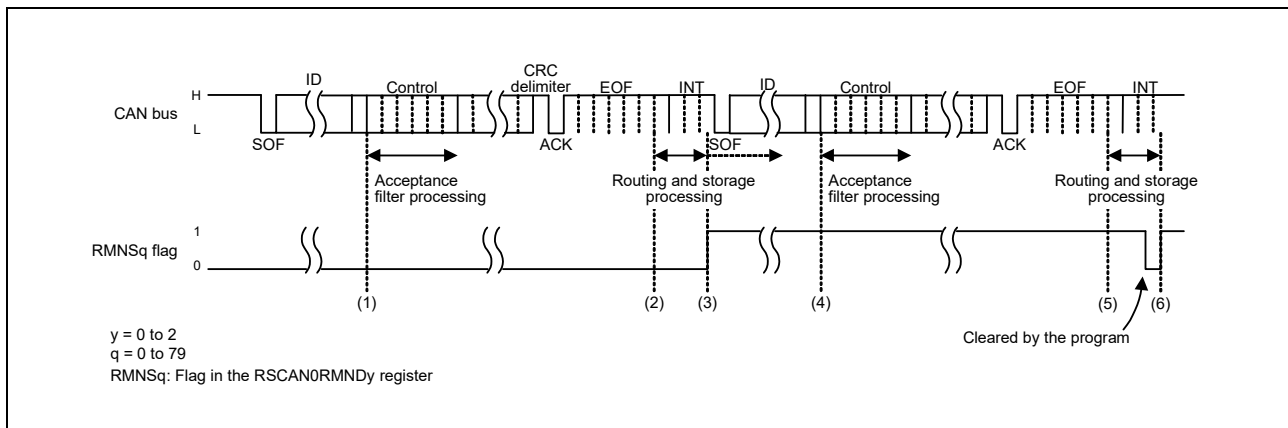 ID
Control
CRC
delimiter
EOF
INT
ID
Control
EOF
INT
H
CAN bus
L
SOF
ACK
SOF
ACK
Acceptance
filter processing
Routing and storage
processing
Acceptance
filter processing
Routing and storage
processing
1
RMNSq flag
0
(1)
(2)
(3)
(4)
(5)
(6)
Cleared by the program
y = 0 to 2
q = 0 to 79
RMNSq: Flag in the RSCAN0RMNDy register